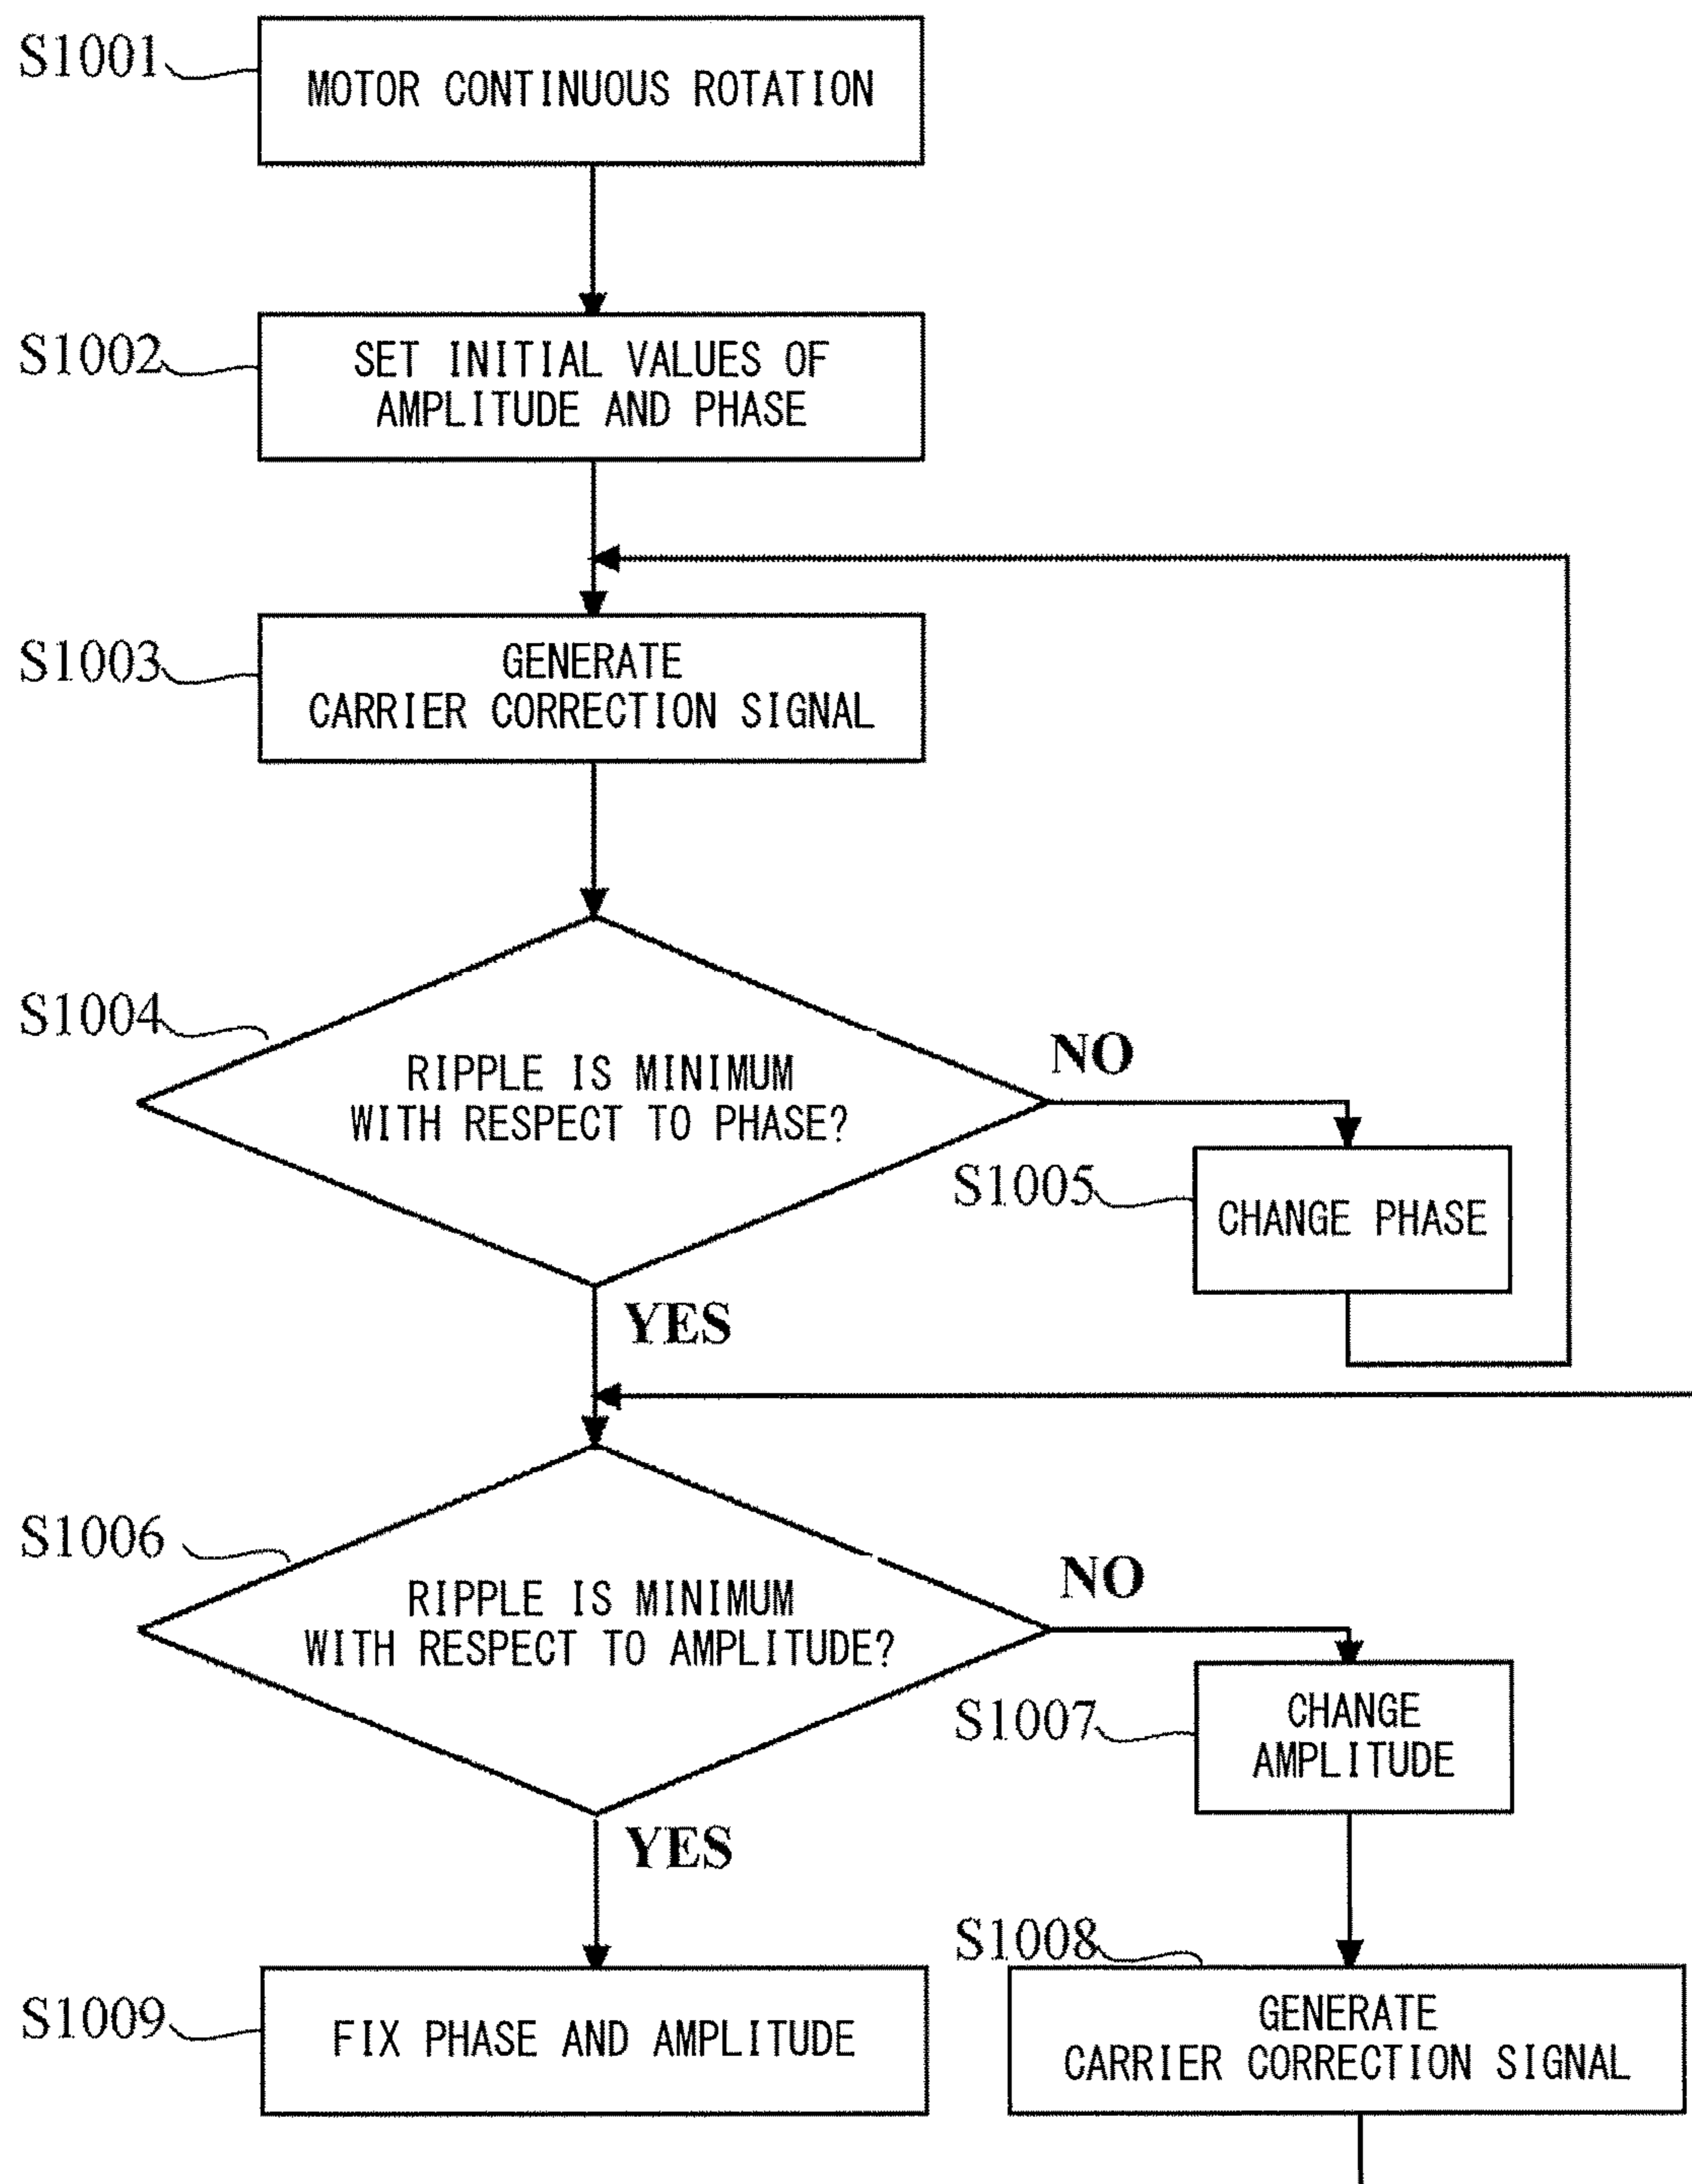 S1001
MOTOR CONTINUOUS ROTATION
S1002
SET INITIAL VALUES OF
AMPLITUDE AND PHASE
S1003
GENERATE
CARRIER CORRECTION SIGNAL
S1004
RIPPLE IS MINIMUM
WITH RESPECT TO PHASE?
NO
S1005
CHANGE PHASE
YES
S1006
RIPPLE IS MINIMUM
WITH RESPECT TO AMPLITUDE?
NO
S1007
CHANGE
AMPLITUDE
YES
S1008
GENERATE
CARRIER CORRECTION SIGNAL
S1009
FIX PHASE AND AMPLITUDE